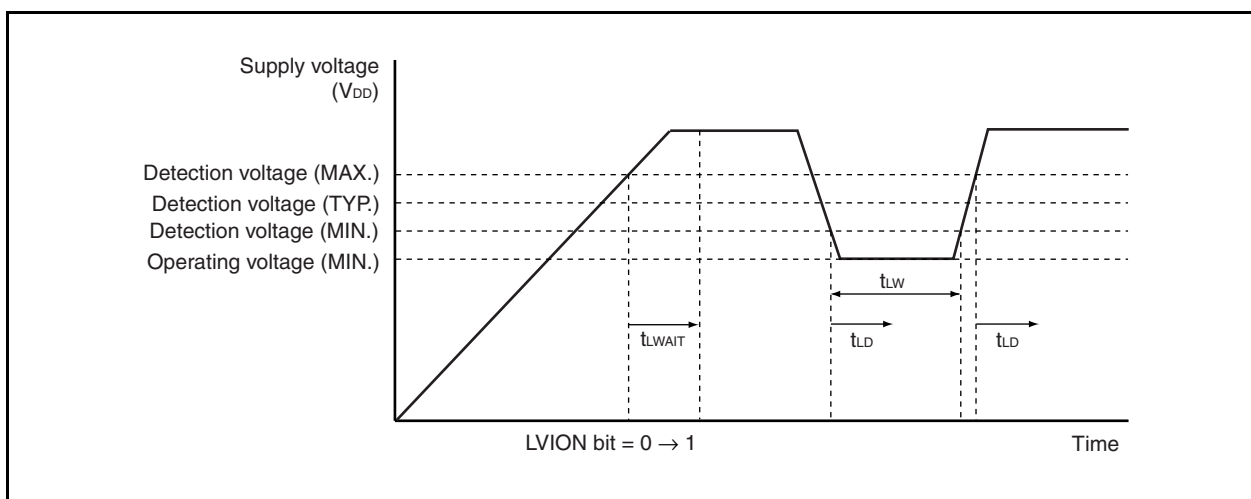 Supply voltage
(VDD)
Detection voltage (MAX.)
Detection voltage (TYP.)
Detection voltage (MIN.)
Operating voltage (MIN.)
tLW
tLWAIT
tLD
tLD
LVION bit = 0 → 1
Time